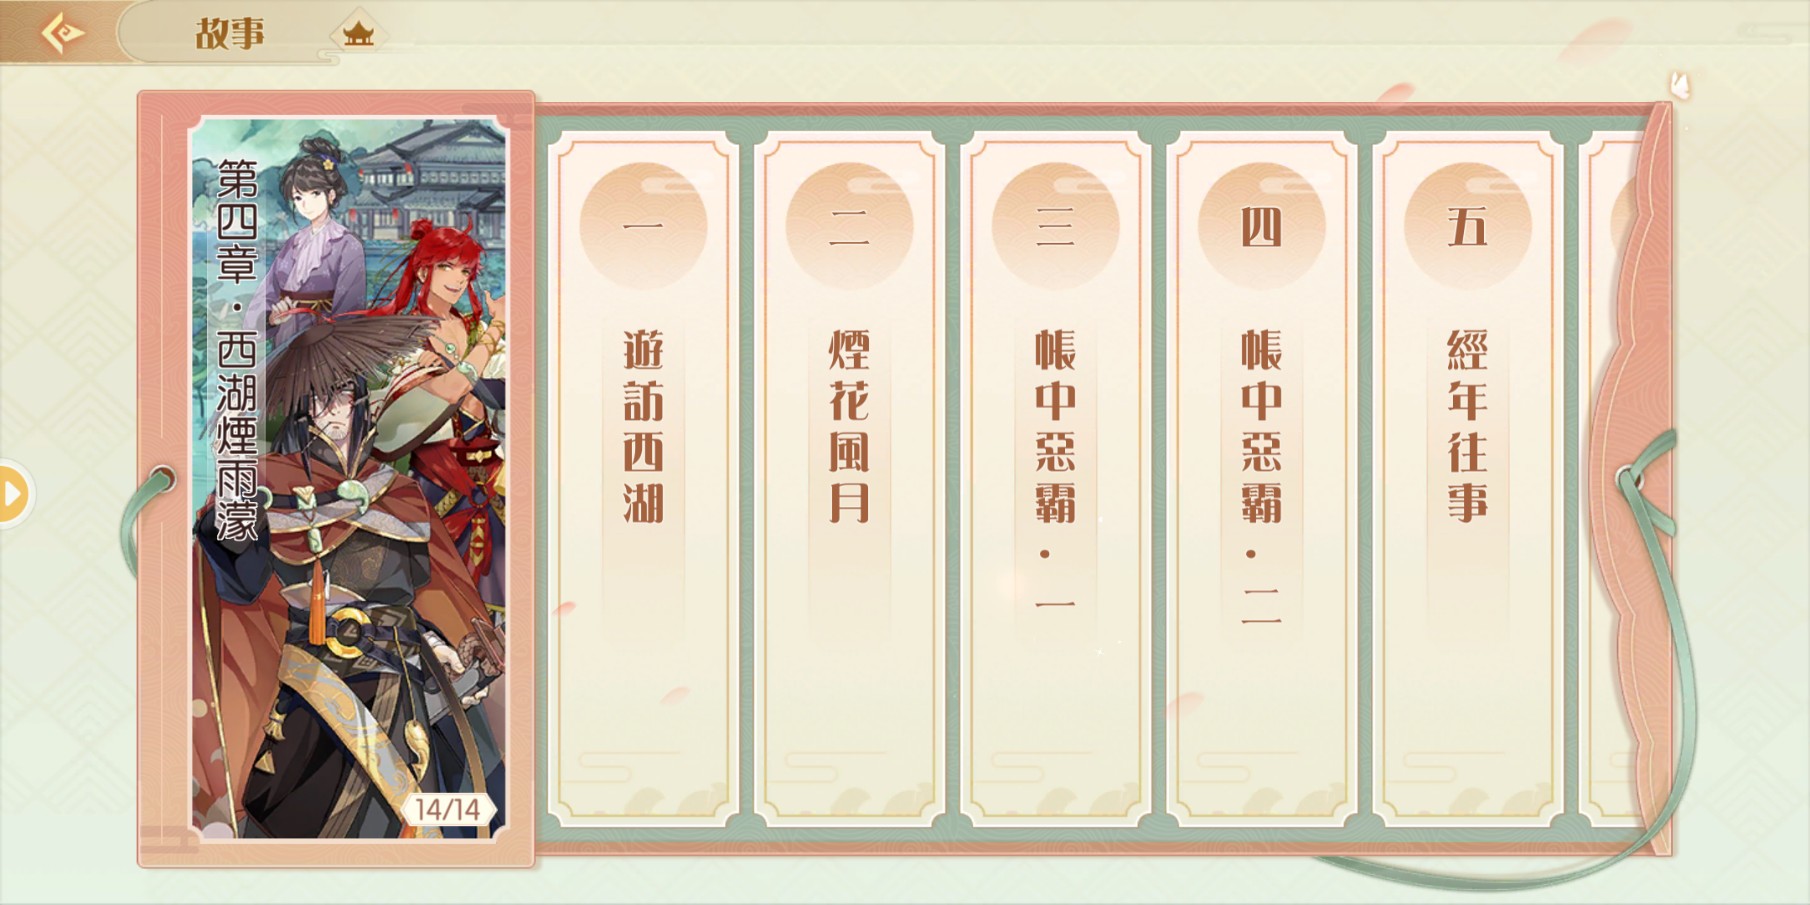 故事
第四章·西湖煙雨濛
14/14
一
遊訪西湖
二
煙花風月
三
帳中惡霸·一
四
帳中惡霸·二
五
經年往事